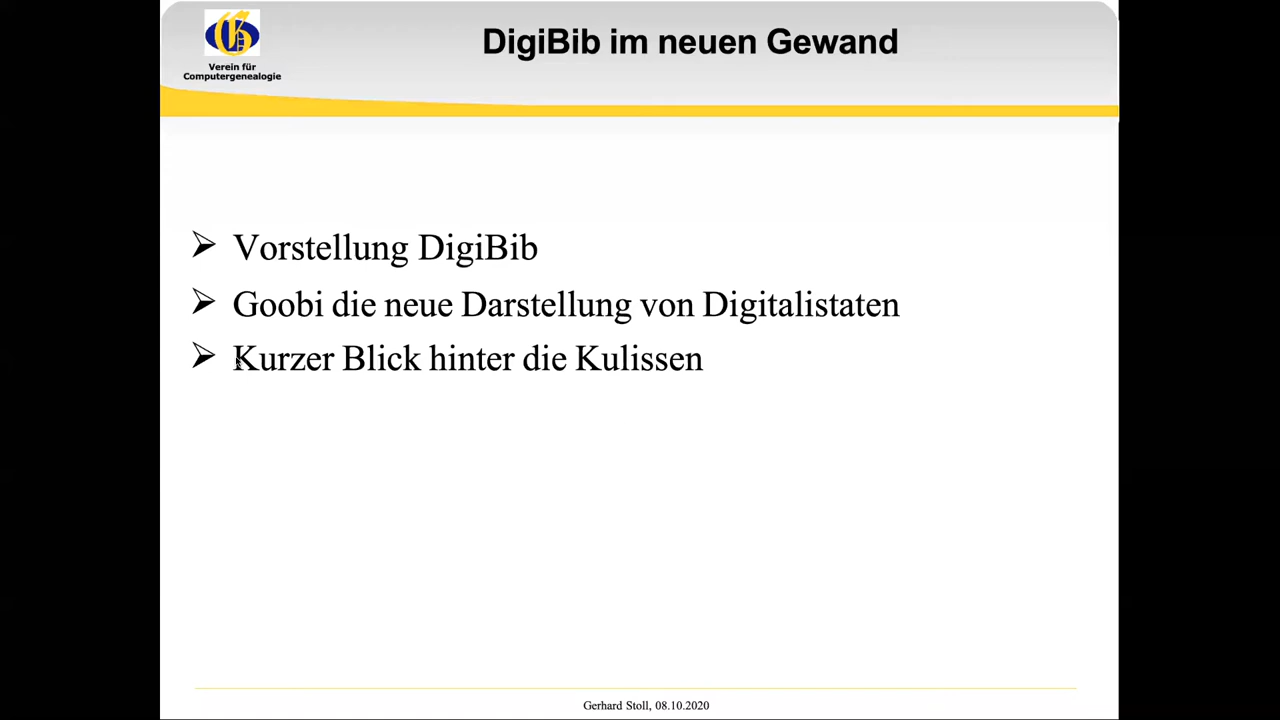 Verein für
Computergenealogie
DigiBib im neuen Gewand
Vorstellung DigiBib
Goobi die neue Darstellung von Digitalistaten
Kurzer Blick hinter die Kulissen
Gerhard Stoll, 08.10.2020